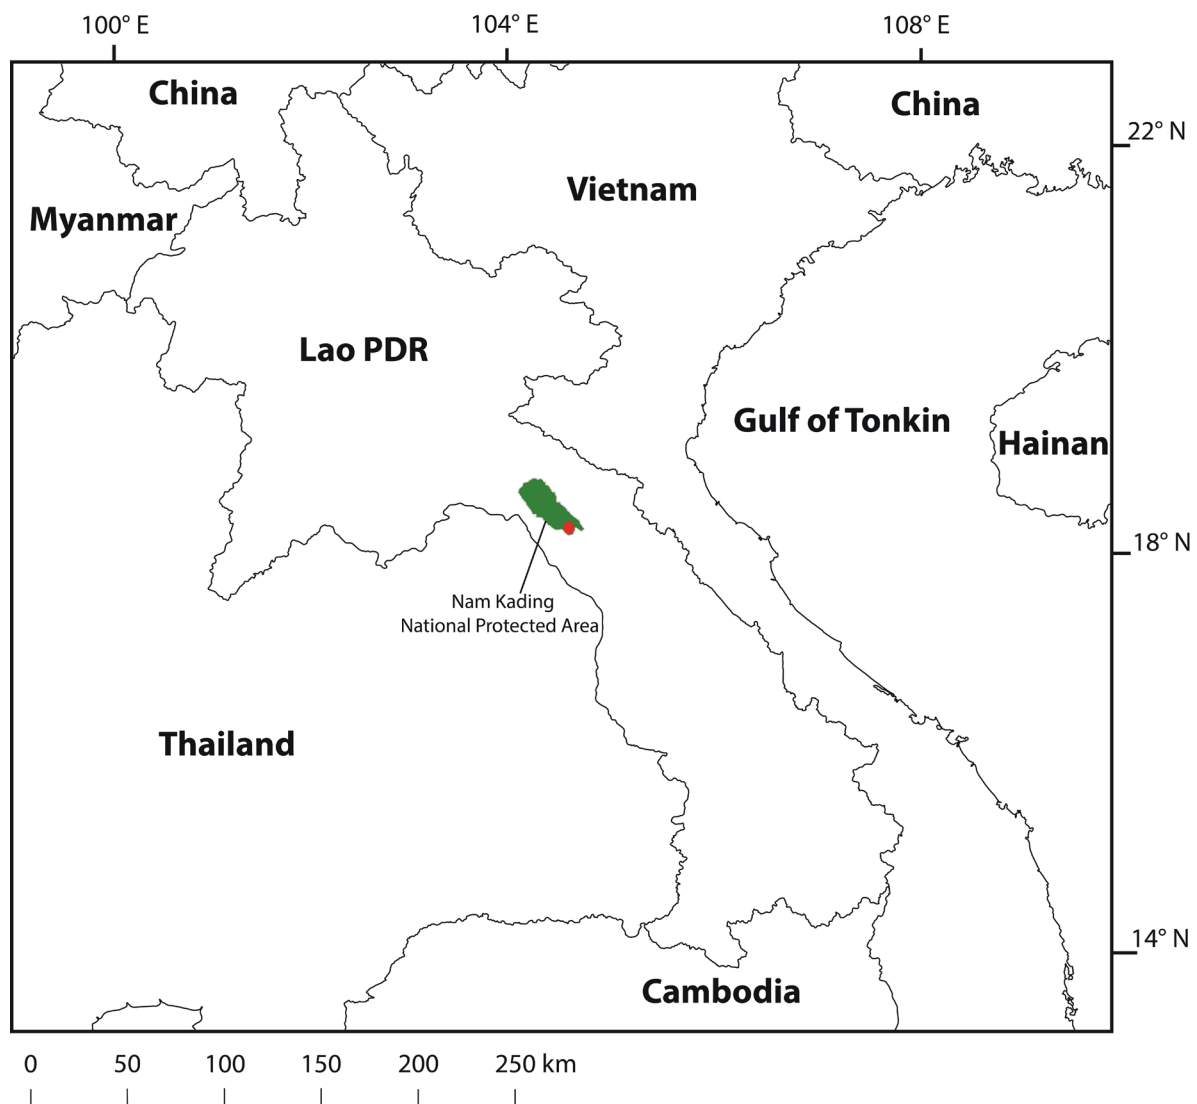 100° E
104° E
108° E
China
China
22° N
Vietnam
Myanmar
Lao PDR
Gulf of Tonkin
Hainan
18° N
Nam Kading
National Protected Area
Thailand
14° N
Cambodia
0 50 100 150 200 250 km